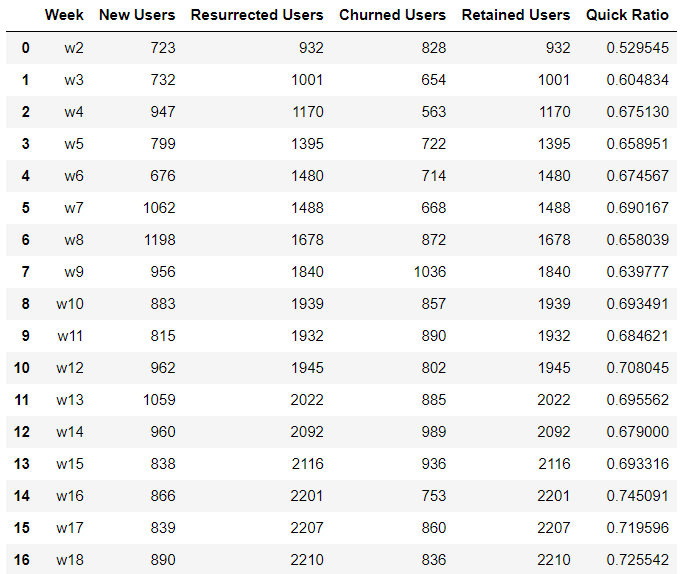 Week New Users Resurrected Users Churned Users Retained Users Quick Ratio
0 w2 723 932 828 932 0.529545
1 w3 732 1001 654 1001 0.604834
2 w4 947 1170 563 1170 0.675130
3 w5 799 1395 722 1395 0.658951
4 w6 676 1480 714 1480 0.674567
5 w7 1062 1488 668 1488 0.690167
6 w8 1198 1678 872 1678 0.658039
7 w9 956 1840 1036 1840 0.639777
8 w10 883 1939 857 1939 0.693491
9 w11 815 1932 890 1932 0.684621
10 w12 962 1945 802 1945 0.708045
11 w13 1059 2022 885 2022 0.695562
12 w14 960 2092 989 2092 0.679000
13 w15 838 2116 936 2116 0.693316
14 w16 866 2201 753 2201 0.745091
15 w17 839 2207 860 2207 0.719596
16 w18 890 2210 836 2210 0.725542